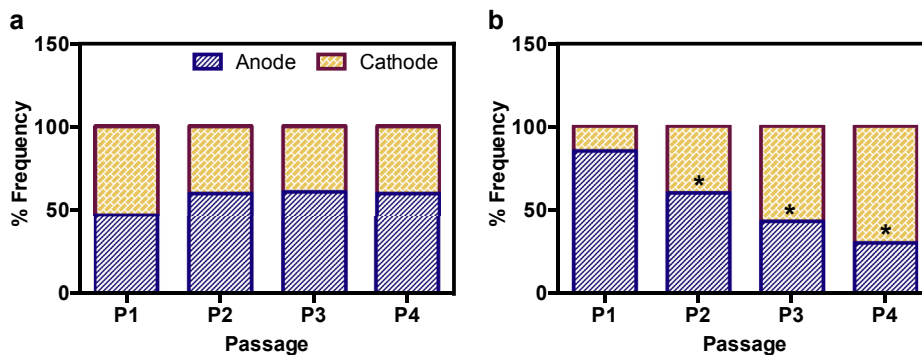 a
150
100
50
0
% Frequency
Anode Cathode
P1 P2 P3 P4
Passage
b
150
100
50
0
% Frequency
* * *
P1 P2 P3 P4
Passage